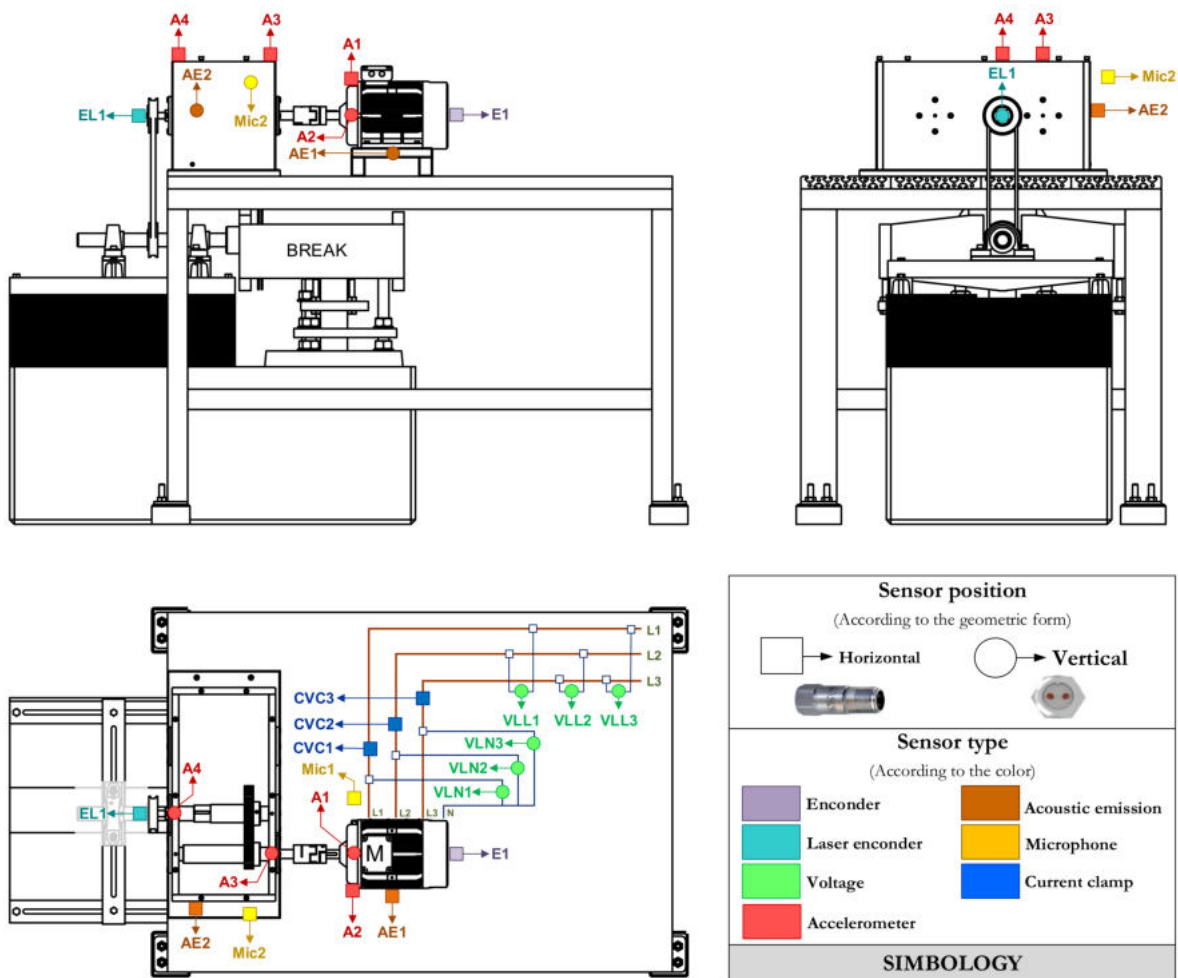 A4
A3
A1
AE2
EL1
Mic2
E1
A2
AE1
BREAK
A4
A3
EL1
Mic2
AE2
L1
L2
L3
CVC3
CVC2
CVC1
VLL1
VLL2
VLL3
VLN3
VLN2
VLN1
Mic1
A4
A1
EL1
L1
L2
L3
N
M
E1
A3
AE2
Mic2
A2
AE1
Sensor position
(According to the geometric form)
Horizontal
Vertical
Sensor type
(According to the color)
Enconder
Acoustic emission
Laser enconder
Microphone
Voltage
Current clamp
Accelerometer
SIMBOLOGY